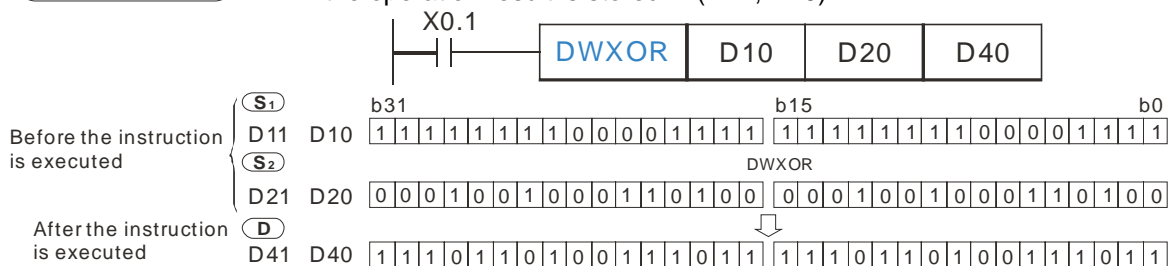 X0.1
DWXOR D10 D20 D40
S1 b31 b15 b0
Before the instruction
is executed
D11 D10 1 1 1 1 1 1 1 1 0 0 0 0 1 1 1 1 1 1 1 1 1 1 1 1 0 0 0 0 1 1 1 1
S2 DWXOR
D21 D20 0 0 0 1 0 0 1 0 0 0 1 1 0 1 0 0 0 0 0 1 0 0 1 0 0 0 1 1 0 1 0 0
After the instruction
is executed
D
D41 D40 1 1 1 0 1 1 0 1 0 0 1 1 1 0 1 1 1 1 1 0 1 1 0 1 0 0 1 1 1 0 1 1